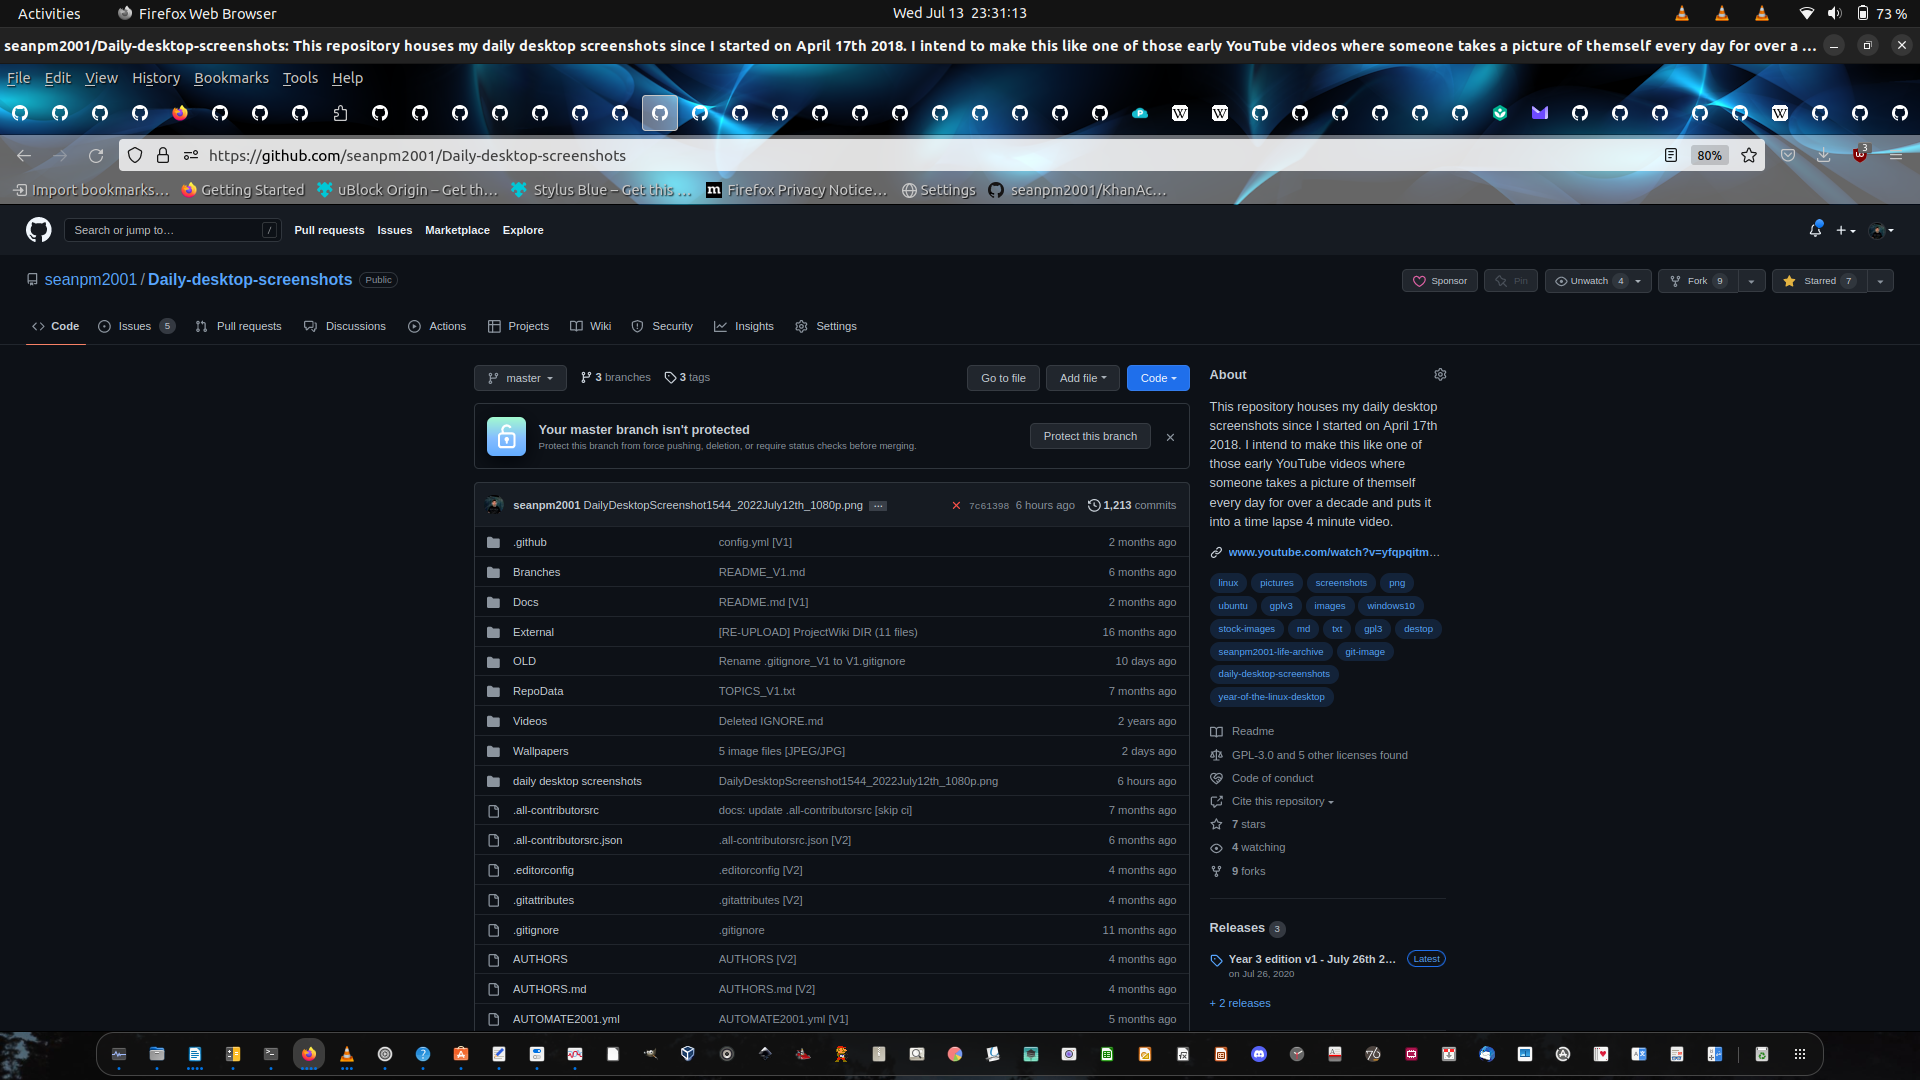 Activities Firefox Web Browser Wed Jul 13 23:31:13 73 %
seanpm2001/Daily-desktop-screenshots: This repository houses my daily desktop screenshots since I started on April 17th 2018. I intend to make this like one of those early YouTube videos where someone takes a picture of themself every day for over a ...
File Edit View History Bookmarks Tools Help
https://github.com/seanpm2001/Daily-desktop-screenshots 80% 3
Import bookmarks... Getting Started uBlock Origin – Get th... Stylus Blue – Get this ... Firefox Privacy Notice... Settings seanpm2001/KhanAc...
Search or jump to... / Pull requests Issues Marketplace Explore
seanpm2001 / Daily-desktop-screenshots Public Sponsor Pin Unwatch 4 Fork 9 Starred 7
Code Issues 5 Pull requests Discussions Actions Projects Wiki Security Insights Settings
master 3 branches 3 tags Go to file Add file Code
Your master branch isn't protected
Protect this branch from force pushing, deletion, or require status checks before merging.
Protect this branch
seanpm2001 DailyDesktopScreenshot1544_2022July12th_1080p.png ... 7c61398 6 hours ago 1,213 commits
.github config.yml [V1] 2 months ago
Branches README_V1.md 6 months ago
Docs README.md [V1] 2 months ago
External [RE-UPLOAD] ProjectWiki DIR (11 files) 16 months ago
OLD Rename .gitignore_V1 to V1.gitignore 10 days ago
RepoData TOPICS_V1.txt 7 months ago
Videos Deleted IGNORE.md 2 years ago
Wallpapers 5 image files [JPEG/JPG] 2 days ago
daily desktop screenshots DailyDesktopScreenshot1544_2022July12th_1080p.png 6 hours ago
.all-contributorsrc docs: update .all-contributorsrc [skip ci] 7 months ago
.all-contributorsrc.json .all-contributorsrc.json [V2] 6 months ago
.editorconfig .editorconfig [V2] 4 months ago
.gitattributes .gitattributes [V2] 4 months ago
.gitignore .gitignore 11 months ago
AUTHORS AUTHORS [V2] 4 months ago
AUTHORS.md AUTHORS.md [V2] 4 months ago
AUTOMATE2001.yml AUTOMATE2001.yml [V1] 5 months ago
About
This repository houses my daily desktop
screenshots since I started on April 17th
2018. I intend to make this like one of
those early YouTube videos where
someone takes a picture of themself
every day for over a decade and puts it
into a time lapse 4 minute video.
www.youtube.com/watch?v=yfqpqitm...
linux pictures screenshots png
ubuntu gplv3 images windows10
stock-images md txt gpl3 destop
seanpm2001-life-archive git-image
daily-desktop-screenshots
year-of-the-linux-desktop
Readme
GPL-3.0 and 5 other licenses found
Code of conduct
Cite this repository
7 stars
4 watching
9 forks
Releases 3
Year 3 edition v1 - July 26th 2... Latest
on Jul 26, 2020
+ 2 releases